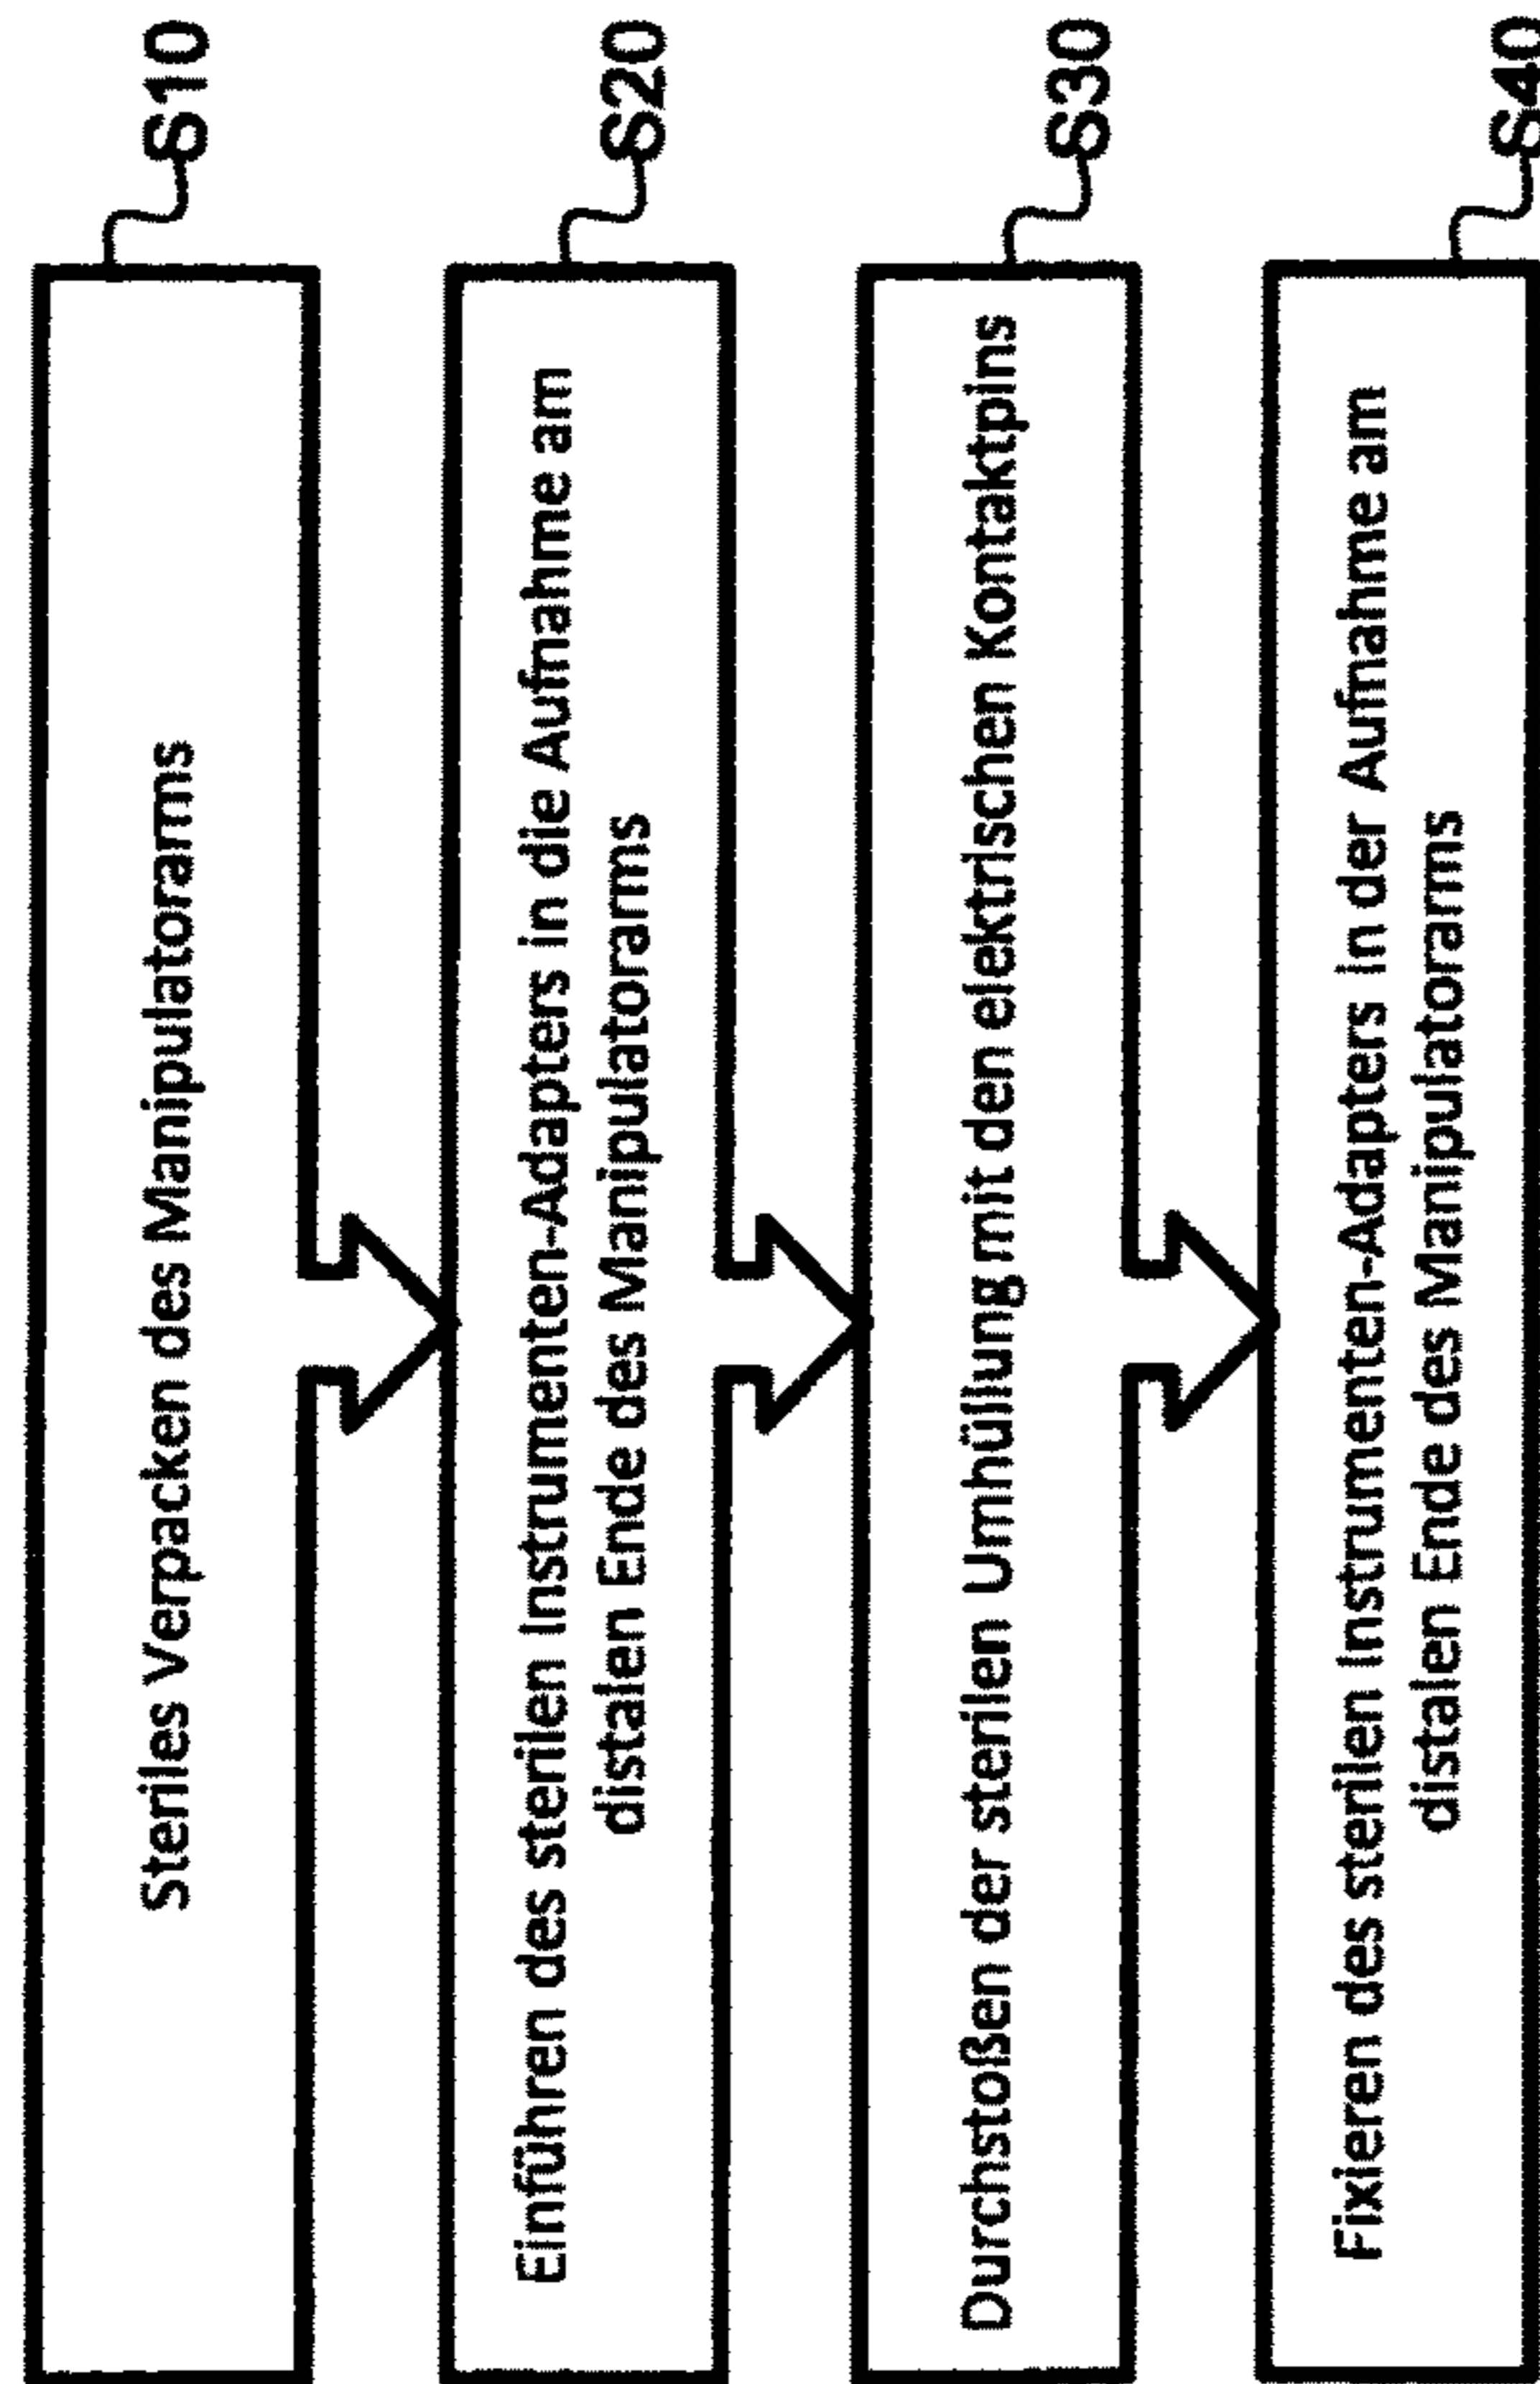 Steriles Verpacken des Manipulatorarms
S10
Einführen des sterilen Instrumenten-Adapters in die Aufnahme am
distalen Ende des Manipulatorarms
S20
Durchstoßen der sterilen Umhüllung mit den elektrischen Kontaktpins
S30
Fixieren des sterilen Instrumenten-Adapters in der Aufnahme am
distalen Ende des Manipulatorarms
S40